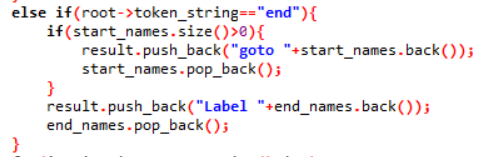 else if(root->token_string=="end"){
    if(start_names.size()>0){
        result.push_back("goto "+start_names.back());
        start_names.pop_back();
    }
    result.push_back("Label "+end_names.back());
    end_names.pop_back();
}